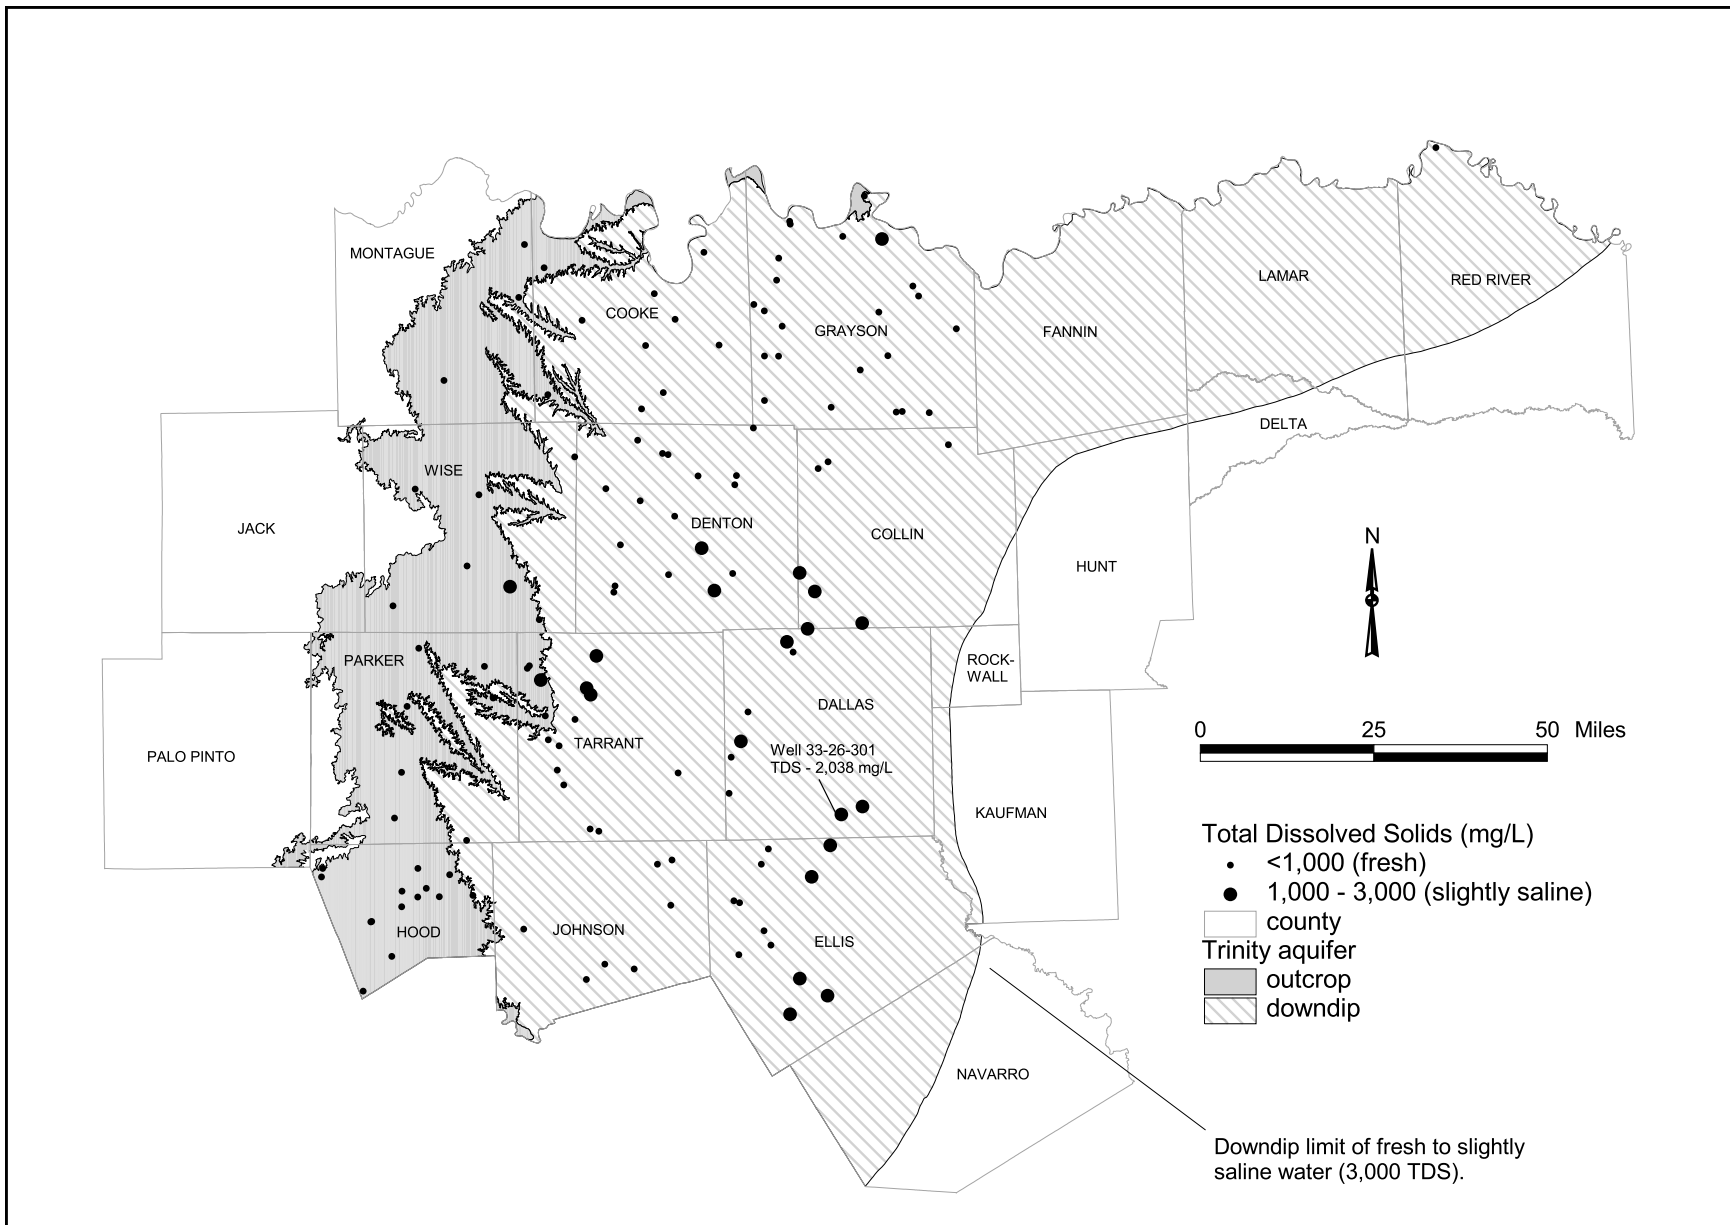 MONTAGUE
COOKE
GRAYSON
FANNIN
LAMAR
RED RIVER
DELTA
WISE
JACK
DENTON
COLLIN
HUNT
N
PARKER
ROCK-
WALL
PALO PINTO
TARRANT
DALLAS
Well 33-26-301
TDS - 2,038 mg/L
KAUFMAN
HOOD
JOHNSON
ELLIS
NAVARRO
0 25 50 Miles
Total Dissolved Solids (mg/L)
<1,000 (fresh)
1,000 - 3,000 (slightly saline)
county
Trinity aquifer
outcrop
downdip
Downdip limit of fresh to slightly
saline water (3,000 TDS).